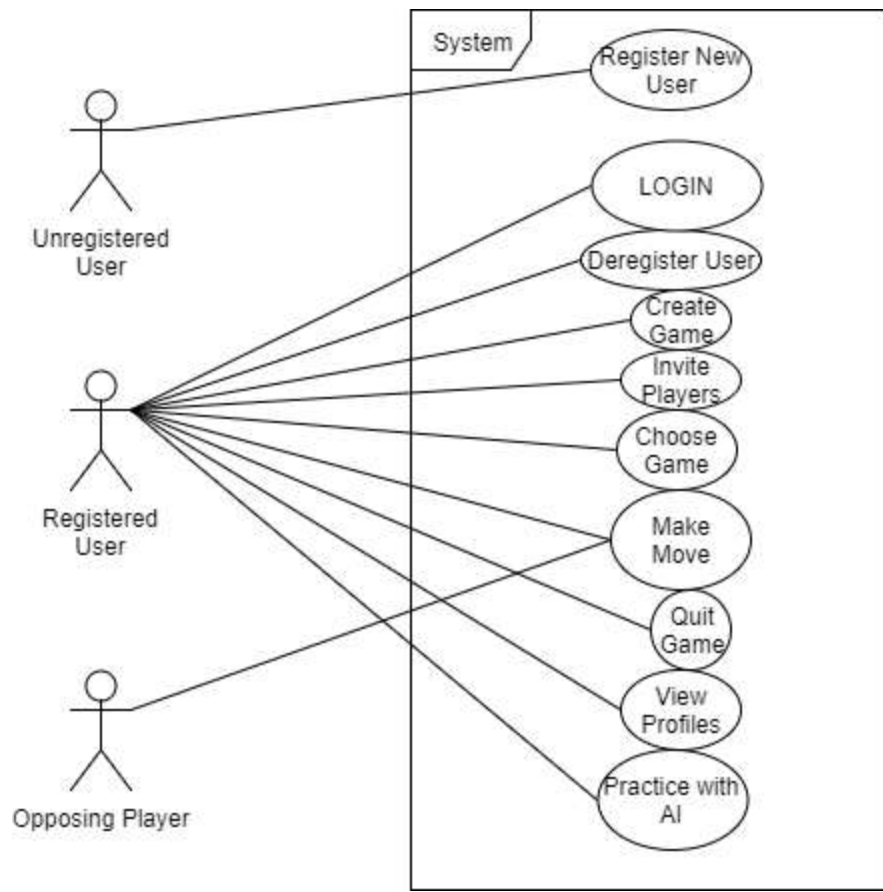 System
Register New
User
Unregistered
User
LOGIN
Deregister User
Create
Game
Invite
Players
Choose
Game
Registered
User
Make
Move
Quit
Game
View
Profiles
Opposing Player
Practice with
AI